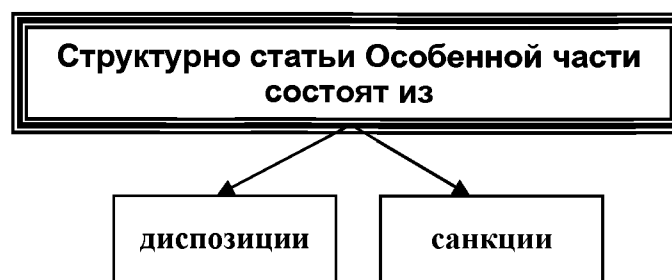 Структурно статьи Особенной части
состоят из
диспозиции
санкции